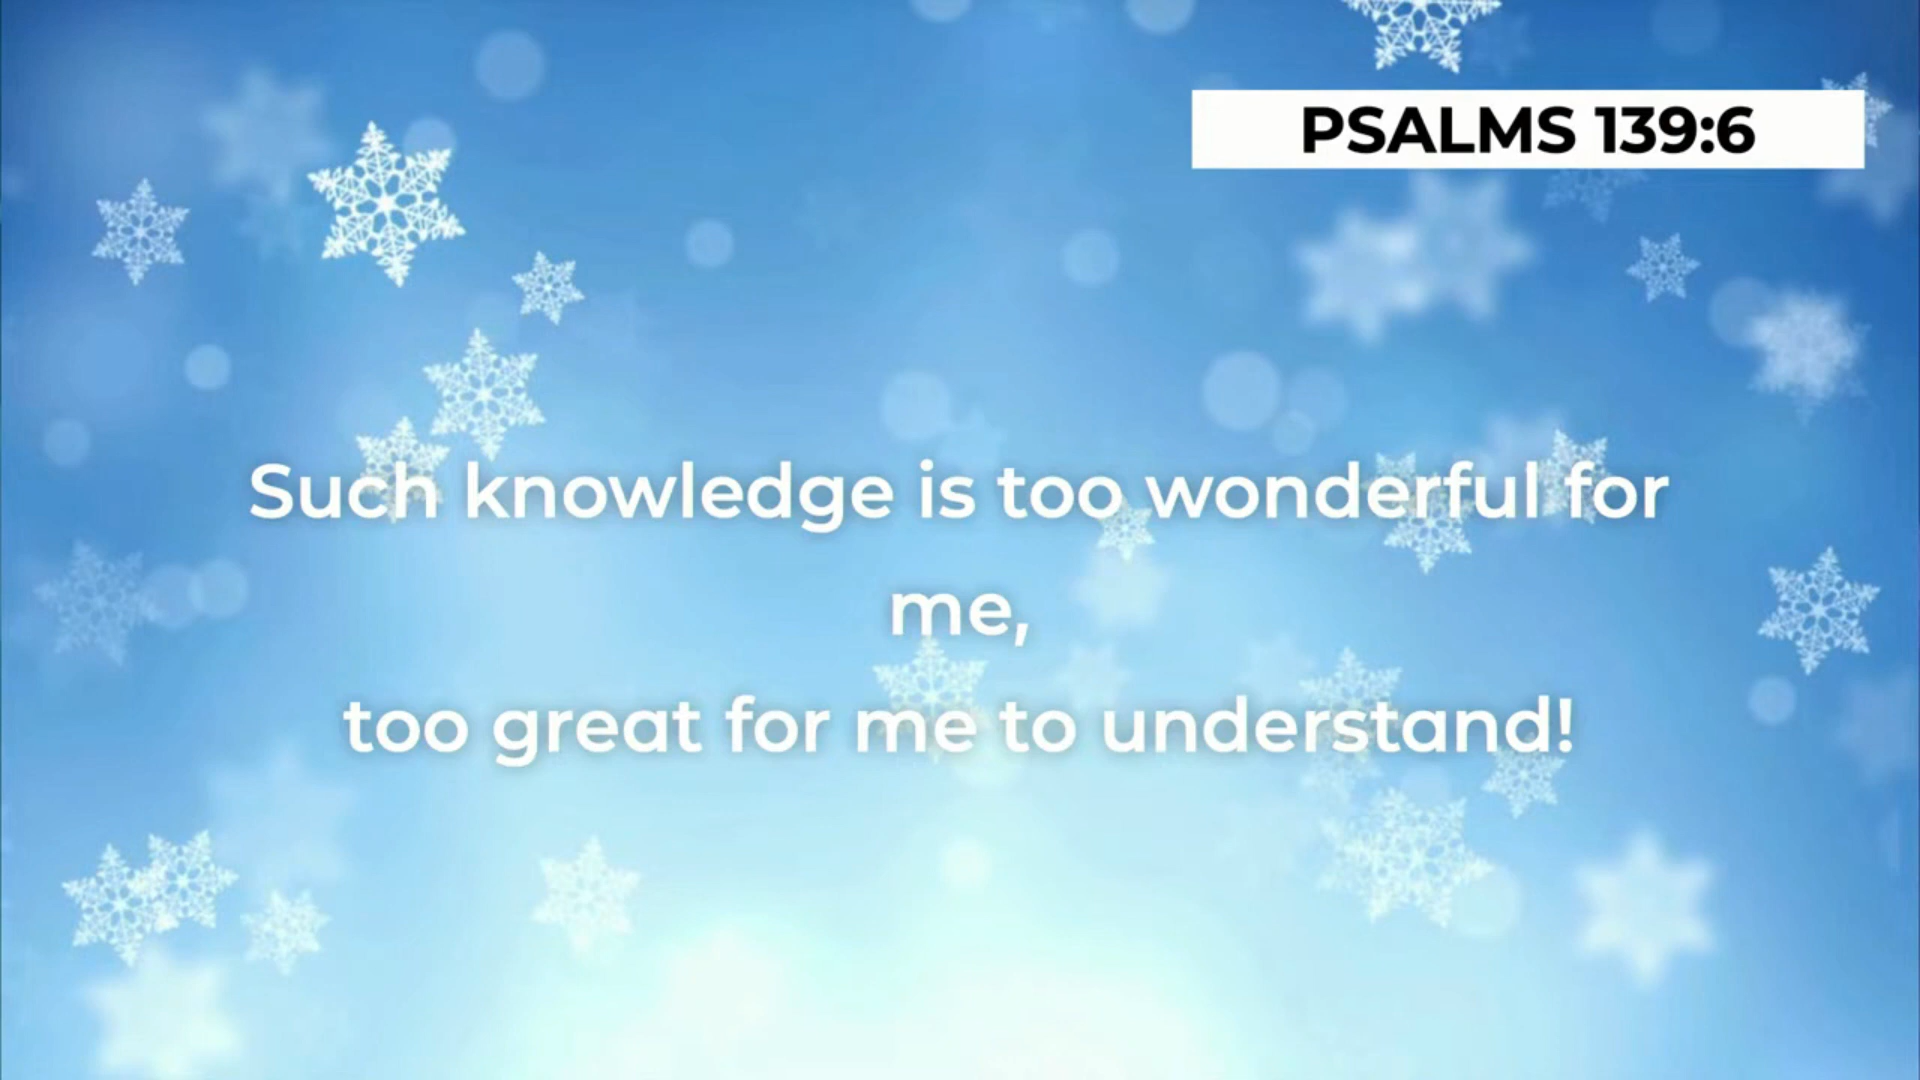 PSALMS 139:6
Such knowledge is too wonderful for
me,
too great for me to understand!